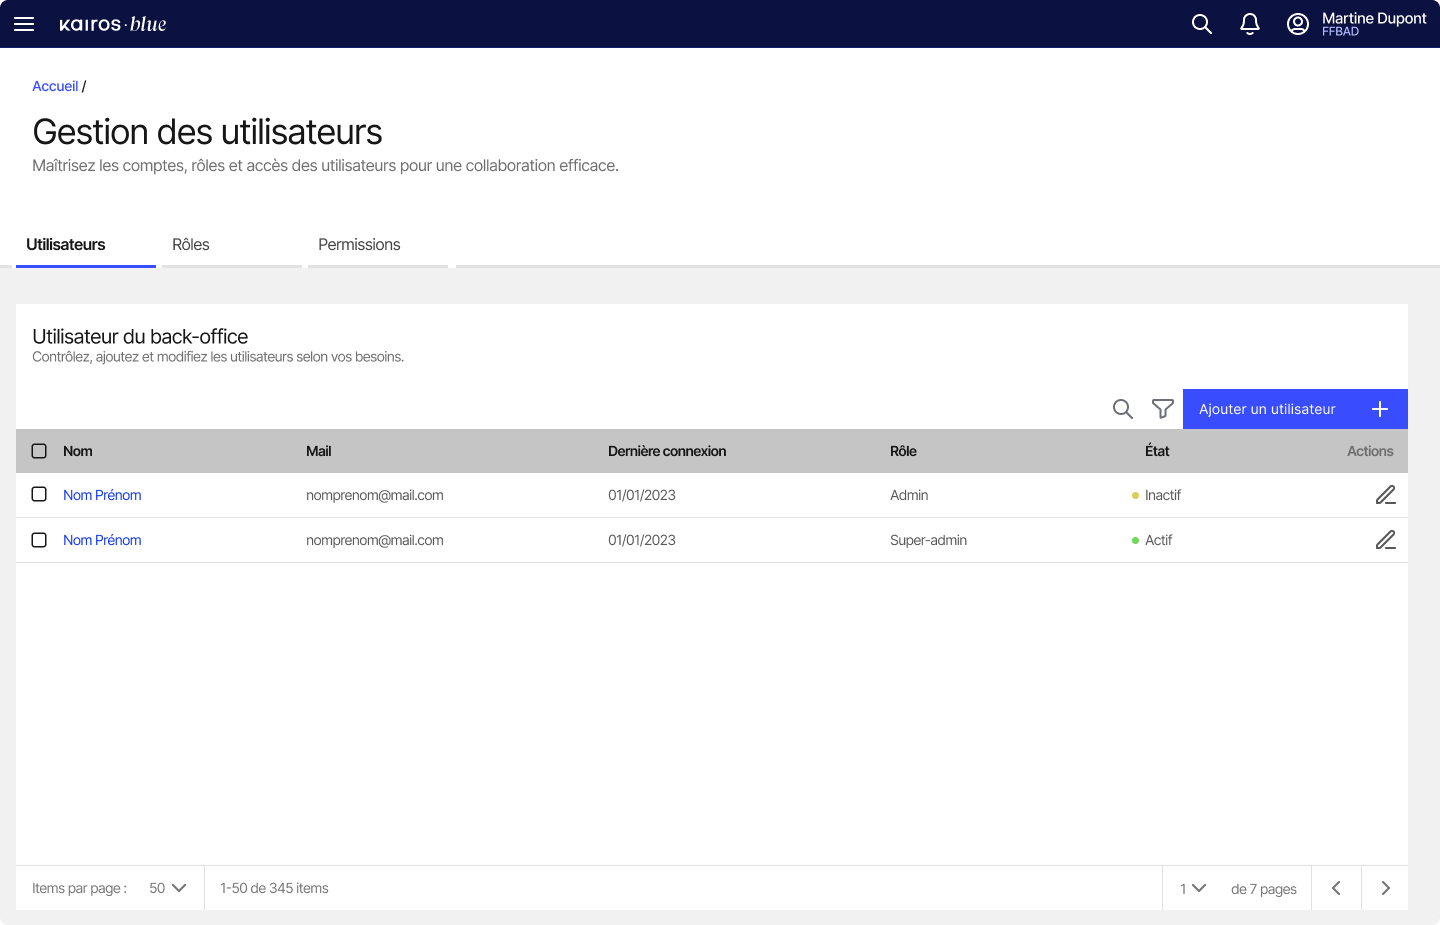 kairos·blue
Martine Dupont
FFBAD
Accueil /
Gestion des utilisateurs
Maîtrisez les comptes, rôles et accès des utilisateurs pour une collaboration efficace.
Utilisateurs Rôles Permissions
Utilisateur du back-office
Contrôlez, ajoutez et modifiez les utilisateurs selon vos besoins.
Ajouter un utilisateur
Nom Mail Dernière connexion Rôle État Actions
Nom Prénom nomprenom@mail.com 01/01/2023 Admin Inactif
Nom Prénom nomprenom@mail.com 01/01/2023 Super-admin Actif
Items par page : 50 1-50 de 345 items 1 de 7 pages